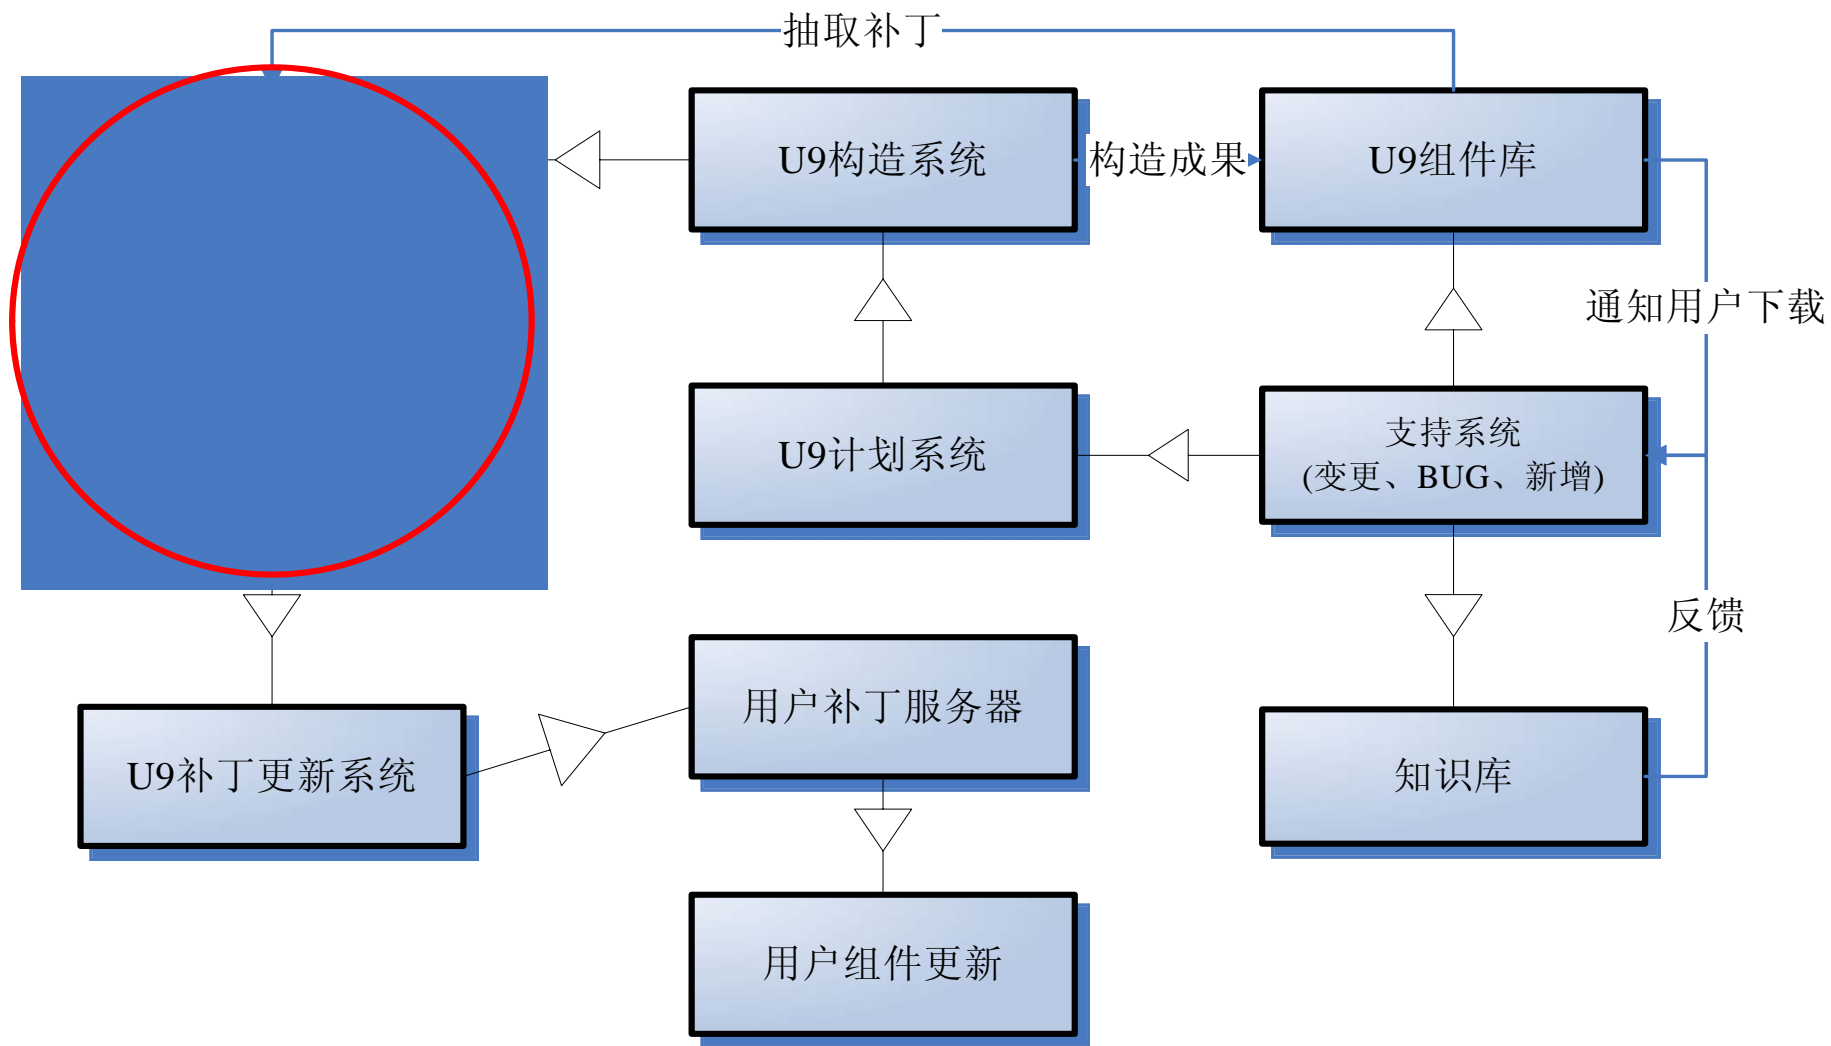 抽取补丁
U9构造系统
构造成果
U9组件库
通知用户下载
U9计划系统
支持系统
(变更、BUG、新增)
反馈
用户补丁服务器
U9补丁更新系统
知识库
用户组件更新